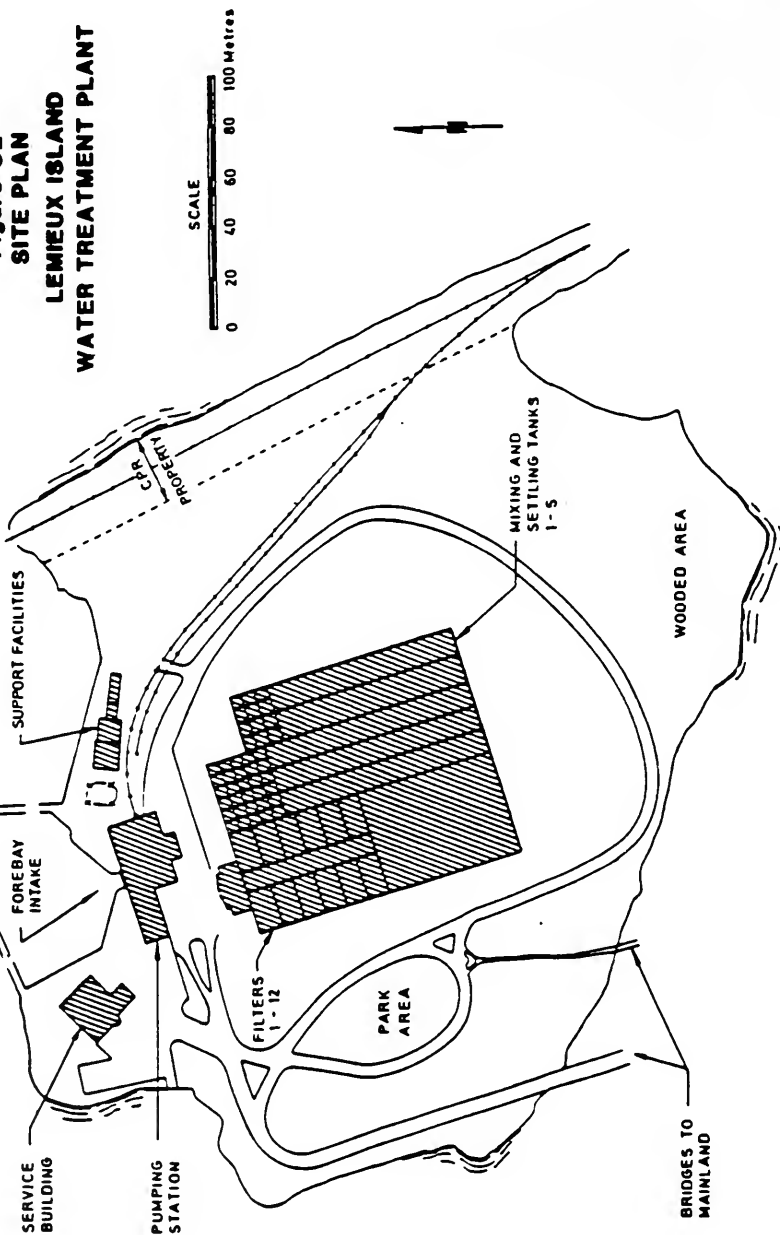 Figure
SITE PLAN
LEMIEUX ISLAND
WATER TREATMENT PLANT
SCALE
0 20 40 60 80 100 Metres
N
SERVICE
BUILDING
FOREBAY
INTAKE
SUPPORT FACILITIES
CPR
PROPERTY
PUMPING
STATION
FILTERS
1 - 12
PARK
AREA
MIXING AND
SETTLING TANKS
1 - 5
WOODED AREA
BRIDGES TO
MAINLAND